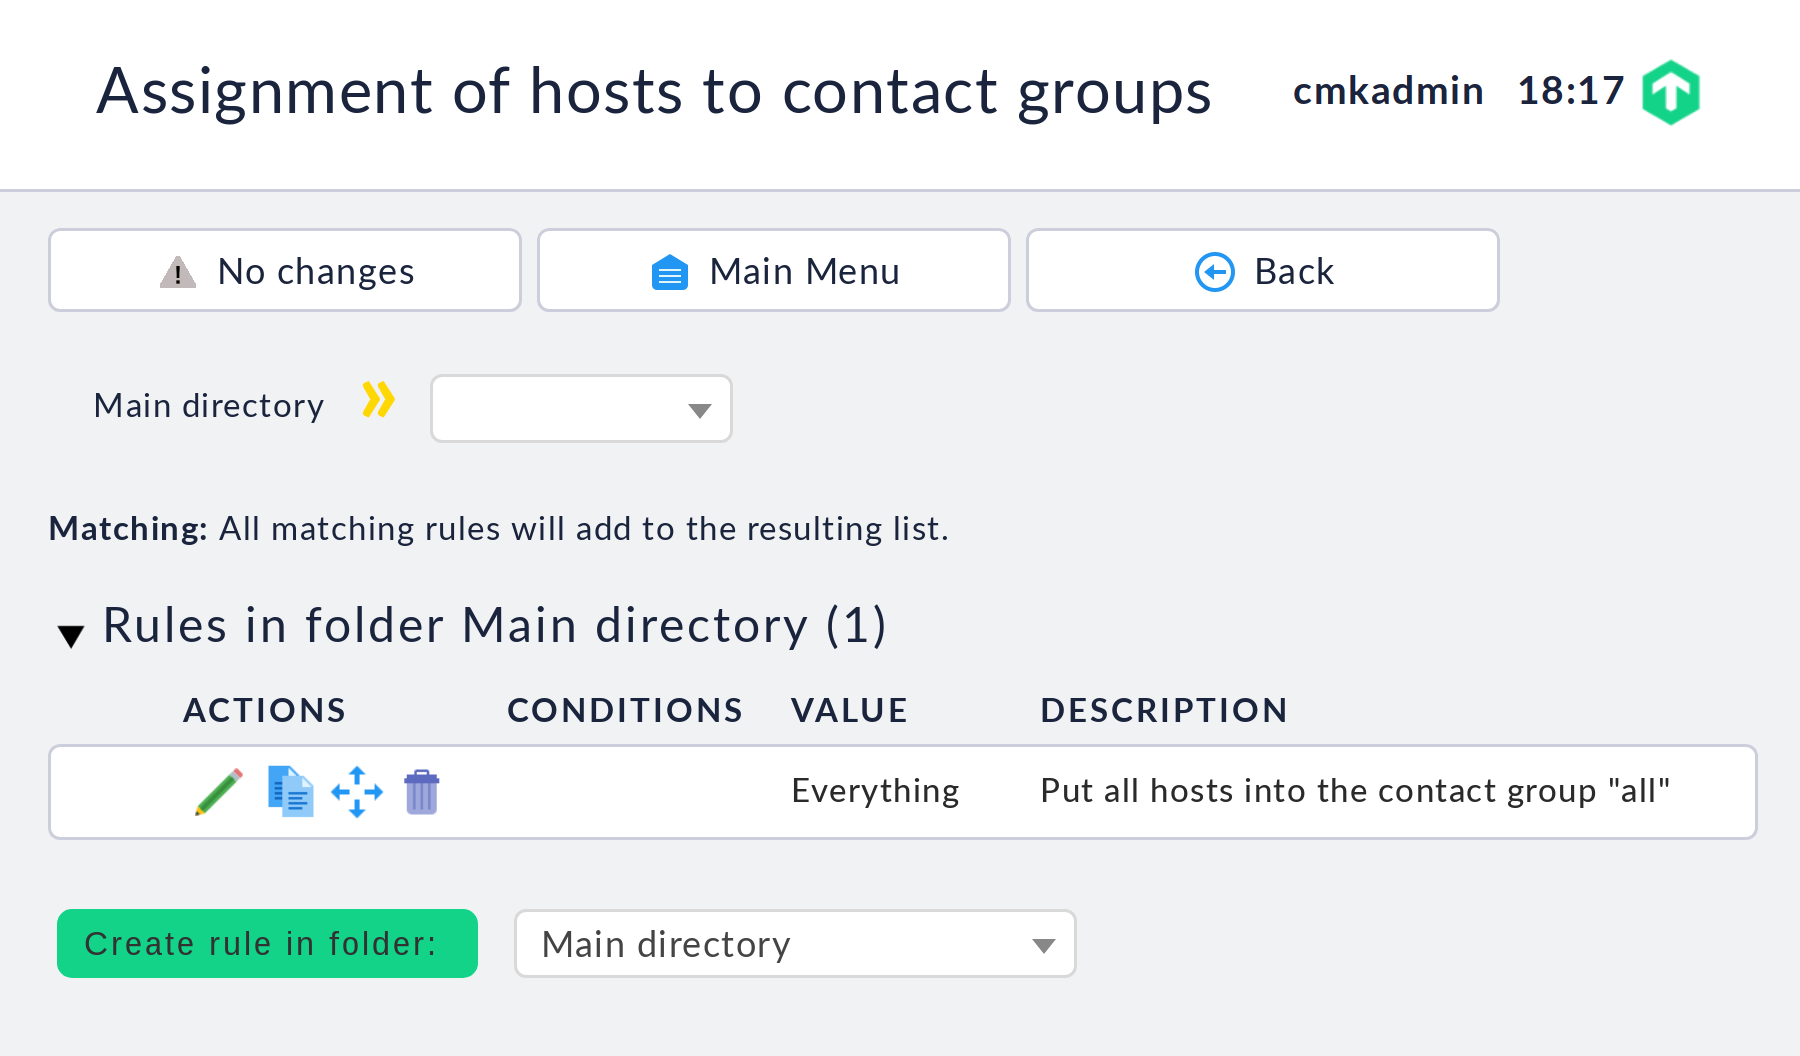 Assignment of hosts to contact groups cmkadmin 18:17
No changes Main Menu Back
Main directory
Matching: All matching rules will add to the resulting list.
Rules in folder Main directory (1)
ACTIONS CONDITIONS VALUE DESCRIPTION
Everything Put all hosts into the contact group "all"
Create rule in folder: Main directory